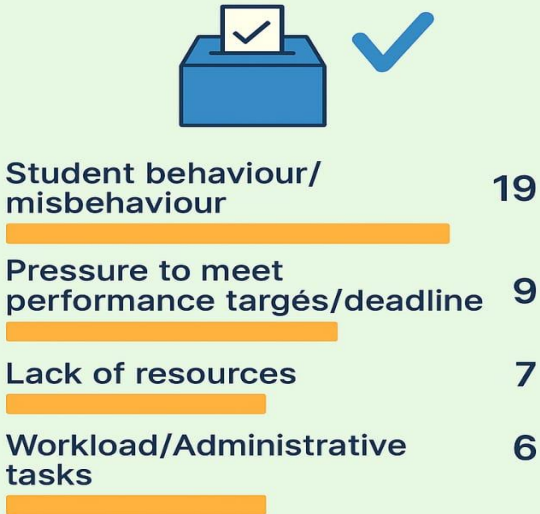 Student behaviour/
misbehaviour
19
Pressure to meet
performance targés/deadline
9
Lack of resources
7
Workload/Administrative
tasks
6